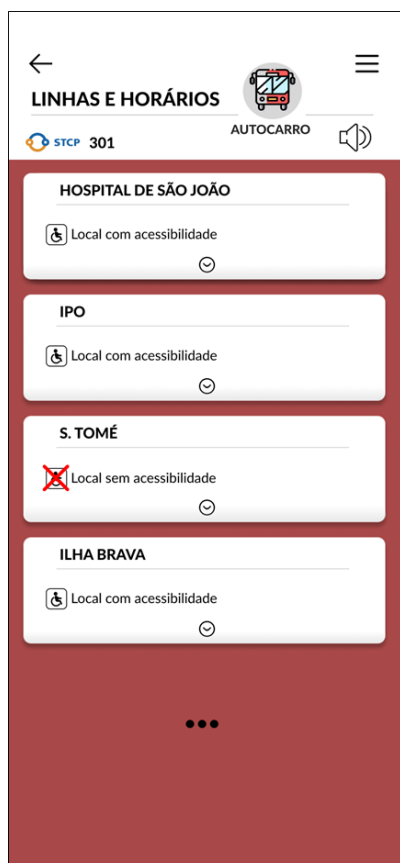 LINHAS E HORÁRIOS
AUTOCARRO
STCP 301
HOSPITAL DE SÃO JOÃO
Local com acessibilidade
IPO
Local com acessibilidade
S. TOMÉ
Local sem acessibilidade
ILHA BRAVA
Local com acessibilidade